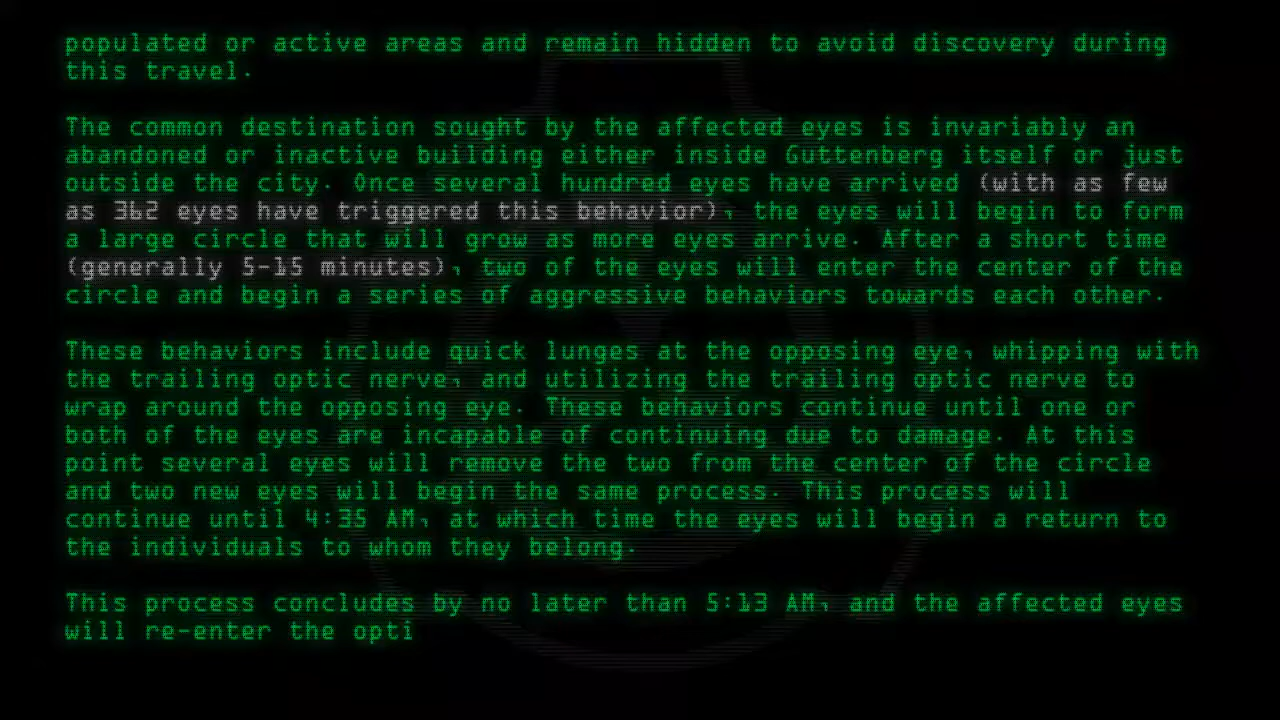 populated or active areas and remain hidden to avoid discovery during
this travel.
The common destination sought by the affected eyes is invariably an
abandoned or inactive building either inside Guttenberg itself or just
outside the city. Once several hundred eyes have arrived (with as few
as 362 eyes have triggered this behavior), the eyes will begin to form
a large circle that will grow as more eyes arrive. After a short time
(generally 5-15 minutes), two of the eyes will enter the center of the
circle and begin a series of aggressive behaviors towards each other.
These behaviors include quick lunges at the opposing eye, whipping with
the trailing optic nerve, and utilizing the trailing optic nerve to
wrap around the opposing eye. These behaviors continue until one or
both of the eyes are incapable of continuing due to damage. At this
point several eyes will remove the two from the center of the circle
and two new eyes will begin the same process. This process will
continue until 4:35 AM, at which time the eyes will begin a return to
the individuals to whom they belong.
This process concludes by no later than 5:13 AM, and the affected eyes
will re-enter the opti